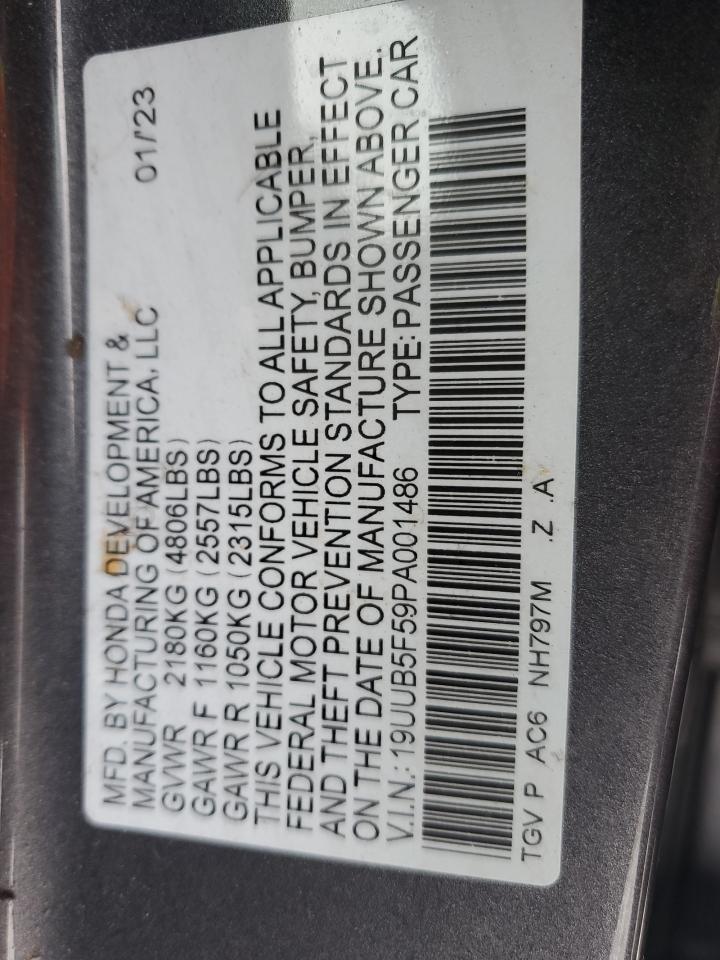 MFD. BY HONDA DEVELOPMENT &
MANUFACTURING OF AMERICA, LLC 01/'23
GVWR 2180KG (4806LBS)
GAWR F 1160KG (2557LBS)
GAWR R 1050KG (2315LBS)
THIS VEHICLE CONFORMS TO ALL APPLICABLE
FEDERAL MOTOR VEHICLE SAFETY, BUMPER,
AND THEFT PREVENTION STANDARDS IN EFFECT
ON THE DATE OF MANUFACTURE SHOWN ABOVE.
V.I.N.: 19UUB5F59PA001486 TYPE: PASSENGER CAR
TGV P AC6 NH797M .Z .A